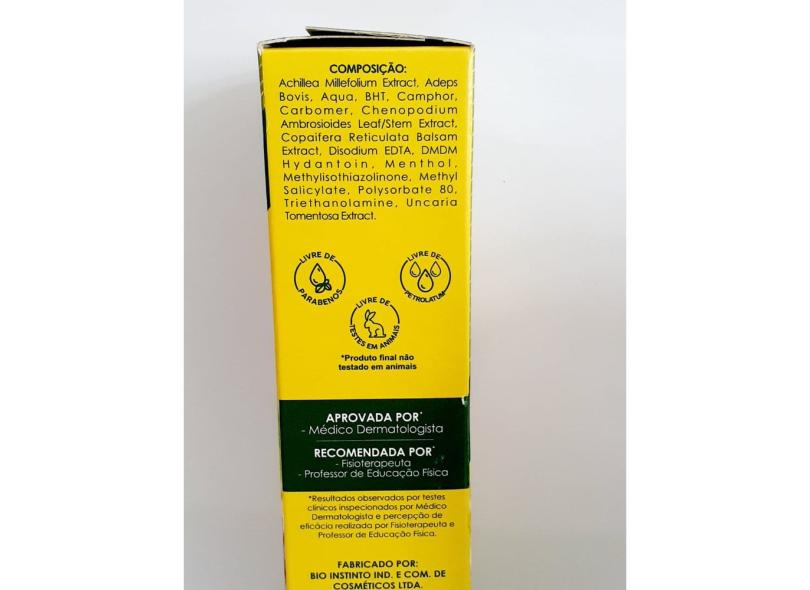 COMPOSIÇÃO:
Achillea Millefolium Extract, Adeps
Bovis, Aqua, BHT, Camphor,
Carbomer, Chenopodium
Ambrosioides Leaf/Stem Extract,
Copaifera Reticulata Balsam
Extract, Disodium EDTA, DMDM
Hydantoin, Menthol,
Methylisothiazolinone, Methyl
Salicylate, Polysorbate 80,
Triethanolamine, Uncaria
Tomentosa Extract.
LIVRE DE
PARABENOS
LIVRE DE
PETROLATUM
LIVRE DE
TESTES EM ANIMAIS
*Produto final não
testado em animais
APROVADA POR*
- Médico Dermatologista
RECOMENDADA POR*
- Fisioterapeuta
- Professor de Educação Física
*Resultados observados por testes
clínicos inspecionados por Médico
Dermatologista e percepção de
eficácia realizada por Fisioterapeuta e
Professor de Educação Física.
FABRICADO POR:
BIO INSTINTO IND. E COM. DE
COSMÉTICOS LTDA.